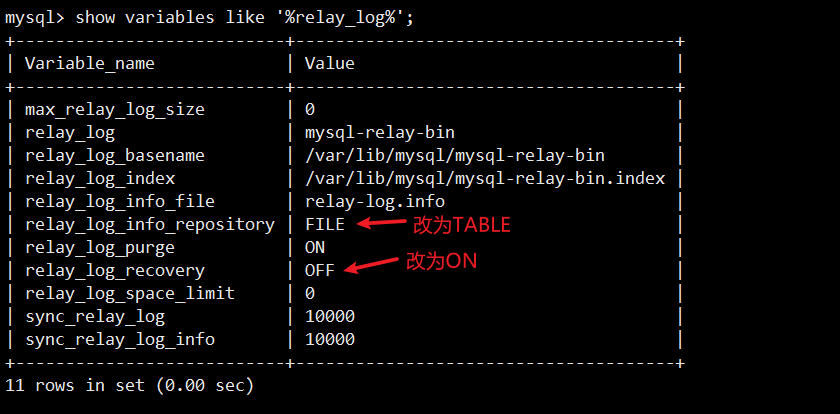 mysql> show variables like '%relay_log%';
+---------------------------+--------------------------------------+
| Variable_name             | Value                                |
+---------------------------+--------------------------------------+
| max_relay_log_size        | 0                                    |
| relay_log                 | mysql-relay-bin                      |
| relay_log_basename        | /var/lib/mysql/mysql-relay-bin       |
| relay_log_index           | /var/lib/mysql/mysql-relay-bin.index |
| relay_log_info_file       | relay-log.info                       |
| relay_log_info_repository | FILE                                 | 改为TABLE
| relay_log_purge           | ON                                   |
| relay_log_recovery        | OFF                                  | 改为ON
| relay_log_space_limit     | 0                                    |
| sync_relay_log            | 10000                                |
| sync_relay_log_info       | 10000                                |
+---------------------------+--------------------------------------+
11 rows in set (0.00 sec)